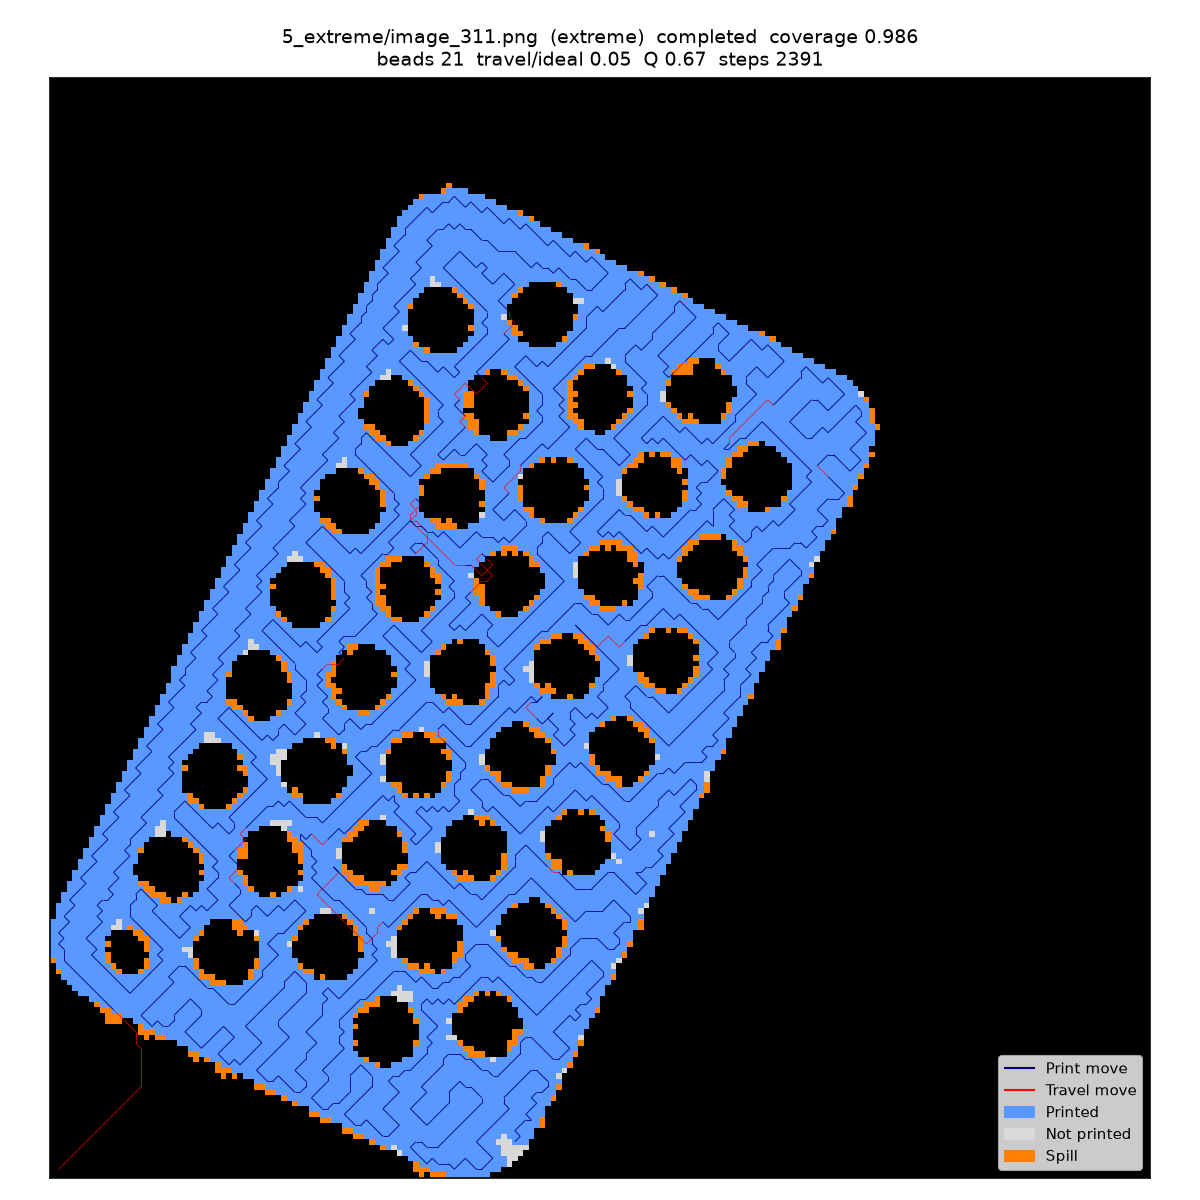 5_extreme/image_311.png  (extreme)  completed  coverage 0.986
beads 21  travel/ideal 0.05  Q 0.67  steps 2391
Print move
Travel move
Printed
Not printed
Spill